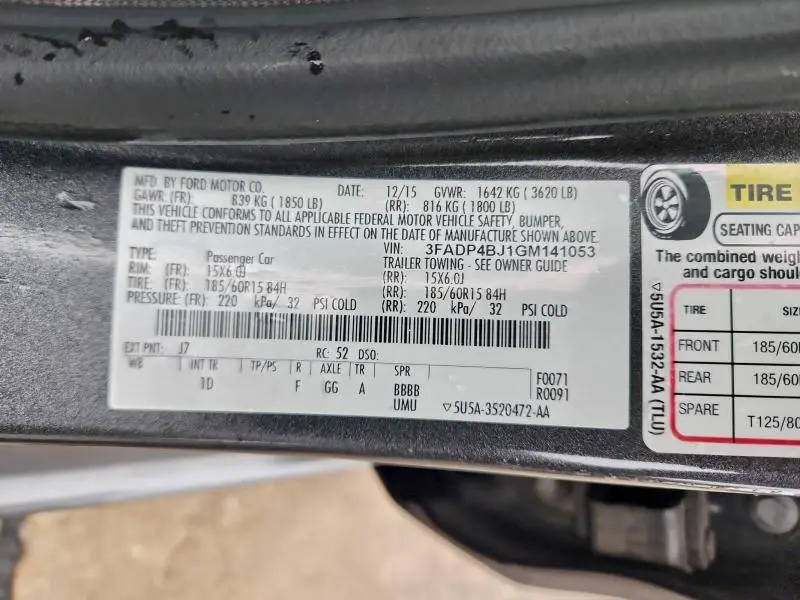 MFD. BY FORD MOTOR CO. DATE: 12/15 GVWR: 1642 KG ( 3620 LB)
GAWR: (FR): 839 KG ( 1850 LB) (RR): 816 KG ( 1800 LB)
THIS VEHICLE CONFORMS TO ALL APPLICABLE FEDERAL MOTOR VEHICLE SAFETY, BUMPER,
AND THEFT PREVENTION STANDARDS IN EFFECT ON THE DATE OF MANUFACTURE SHOWN ABOVE.
VIN: 3FADP4BJ1GM141053
TYPE: Passenger Car TRAILER TOWING - SEE OWNER GUIDE
RIM: (FR): 15X6.0J (RR): 15X6.0J
TIRE: (FR): 185/60R15 84H (RR): 185/60R15 84H
PRESSURE: (FR): 220 kPa/ 32 PSI COLD (RR): 220 kPa/ 32 PSI COLD
EXT PNT: J7 RC: 52 DSO:
WB INT TR TP/PS R AXLE TR SPR
1D F GG A BBBB F0071
UMU R0091
▽5U5A-3520472-AA
TIRE
SEATING CAP
The combined weigh
and cargo shoul
▽5U5A-1532-AA (TLU)
TIRE SIZ
FRONT 185/60
REAR 185/60
SPARE T125/80